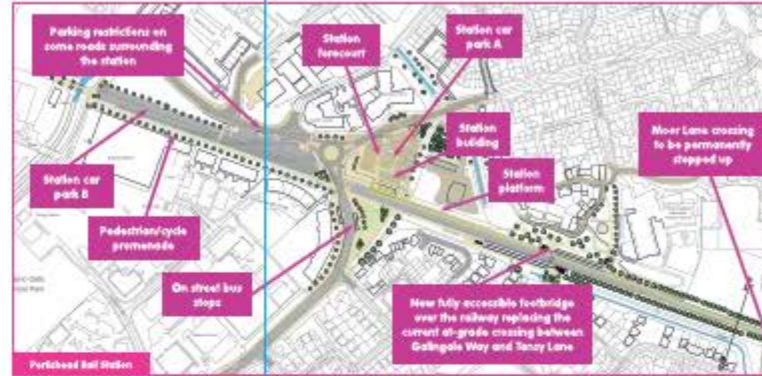 Parking restrictions on
some roads surrounding
the station
Station
forecourt
Station car
park A
Station
building
Moor Lane crossing
to be permanently
stopped up
Station car
park B
Station
platform
Pedestrian/cycle
promenade
On street bus
stops
New fully accessible footbridge
over the railway replacing the
current at-grade crossing between
Galingale Way and Tansy Lane
Portishead Rail Station